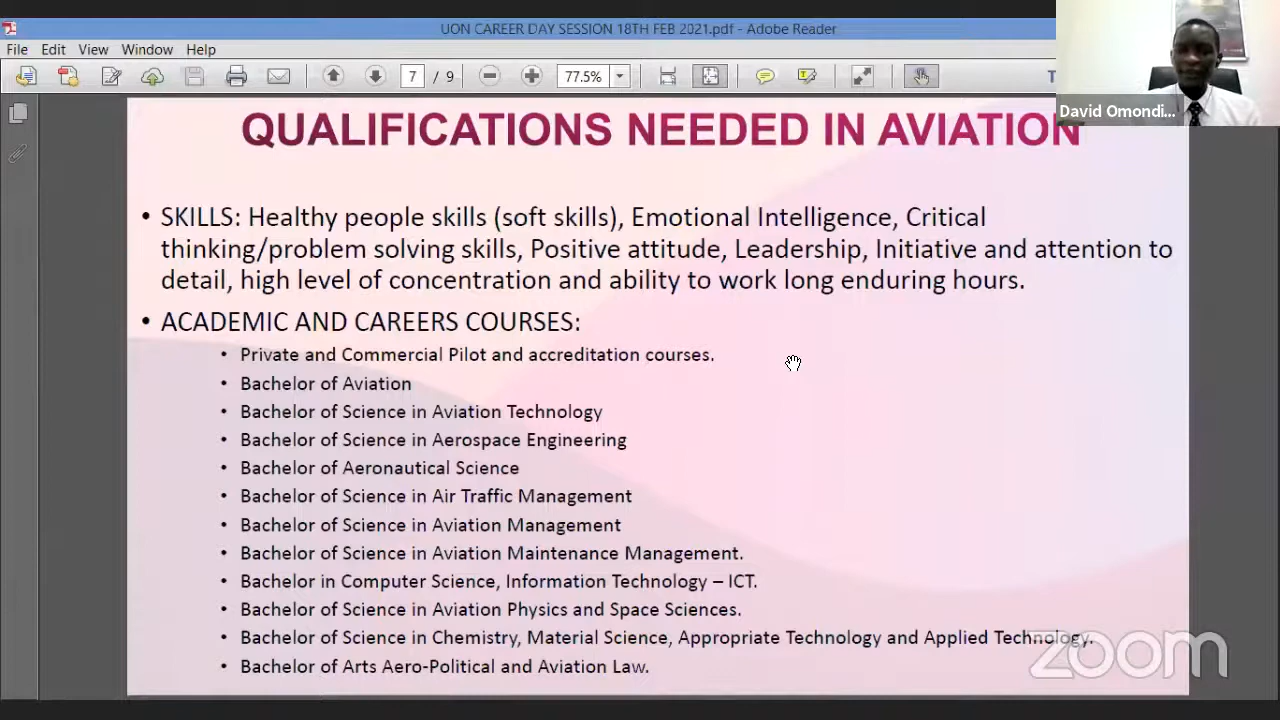 UON CAREER DAY SESSION 18TH FEB 2021.pdf - Adobe Reader
File Edit View Window Help
7 / 9 77.5% T
David Omondi...
QUALIFICATIONS NEEDED IN AVIATION
• SKILLS: Healthy people skills (soft skills), Emotional Intelligence, Critical
thinking/problem solving skills, Positive attitude, Leadership, Initiative and attention to
detail, high level of concentration and ability to work long enduring hours.
• ACADEMIC AND CAREERS COURSES:
• Private and Commercial Pilot and accreditation courses.
• Bachelor of Aviation
• Bachelor of Science in Aviation Technology
• Bachelor of Science in Aerospace Engineering
• Bachelor of Aeronautical Science
• Bachelor of Science in Air Traffic Management
• Bachelor of Science in Aviation Management
• Bachelor of Science in Aviation Maintenance Management.
• Bachelor in Computer Science, Information Technology – ICT.
• Bachelor of Science in Aviation Physics and Space Sciences.
• Bachelor of Science in Chemistry, Material Science, Appropriate Technology and Applied Technology.
• Bachelor of Arts Aero-Political and Aviation Law.
zoom